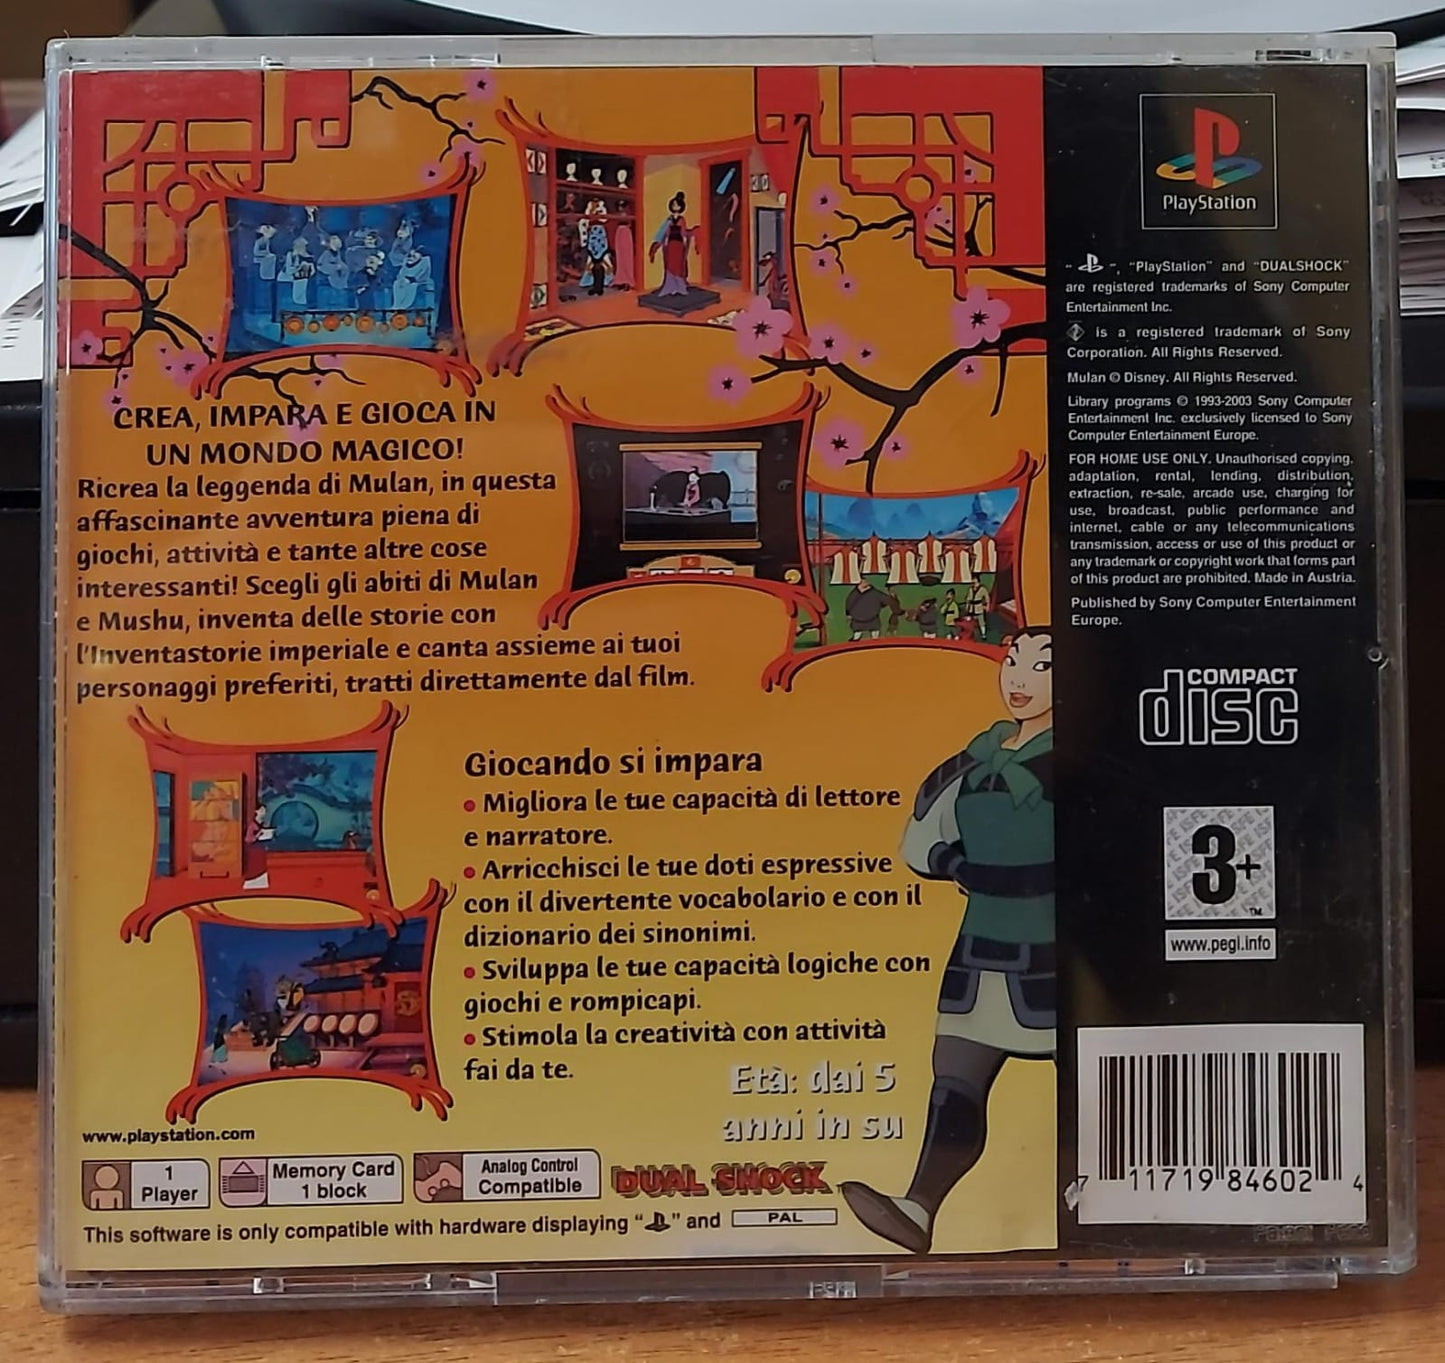 CREA, IMPARA E GIOCA IN
UN MONDO MAGICO!
Ricrea la leggenda di Mulan, in questa
affascinante avventura piena di
giochi, attività e tante altre cose
interessanti! Scegli gli abiti di Mulan
e Mushu, inventa delle storie con
l'Inventastorie imperiale e canta assieme ai tuoi
personaggi preferiti, tratti direttamente dal film.
Giocando si impara
• Migliora le tue capacità di lettore
e narratore.
• Arricchisci le tue doti espressive
con il divertente vocabolario e con il
dizionario dei sinonimi.
• Sviluppa le tue capacità logiche con
giochi e rompicapi.
• Stimola la creatività con attività
fai da te.
Età: dai 5
anni in su
www.playstation.com
1
Player
Memory Card
1 block
Analog Control
Compatible
DUAL SHOCK
This software is only compatible with hardware displaying " " and PAL
PlayStation
" ", "PlayStation" and "DUALSHOCK"
are registered trademarks of Sony Computer
Entertainment Inc.
is a registered trademark of Sony
Corporation. All Rights Reserved.
Mulan © Disney. All Rights Reserved.
Library programs © 1993-2003 Sony Computer
Entertainment Inc. exclusively licensed to Sony
Computer Entertainment Europe.
FOR HOME USE ONLY. Unauthorised copying,
adaptation, rental, lending, distribution,
extraction, re-sale, arcade use, charging for
use, broadcast, public performance and
internet, cable or any telecommunications
transmission, access or use of this product or
any trademark or copyright work that forms part
of this product are prohibited. Made in Austria.
Published by Sony Computer Entertainment
Europe.
COMPACT
disc
3+
TM
www.pegi.info
7 11719 84602 4